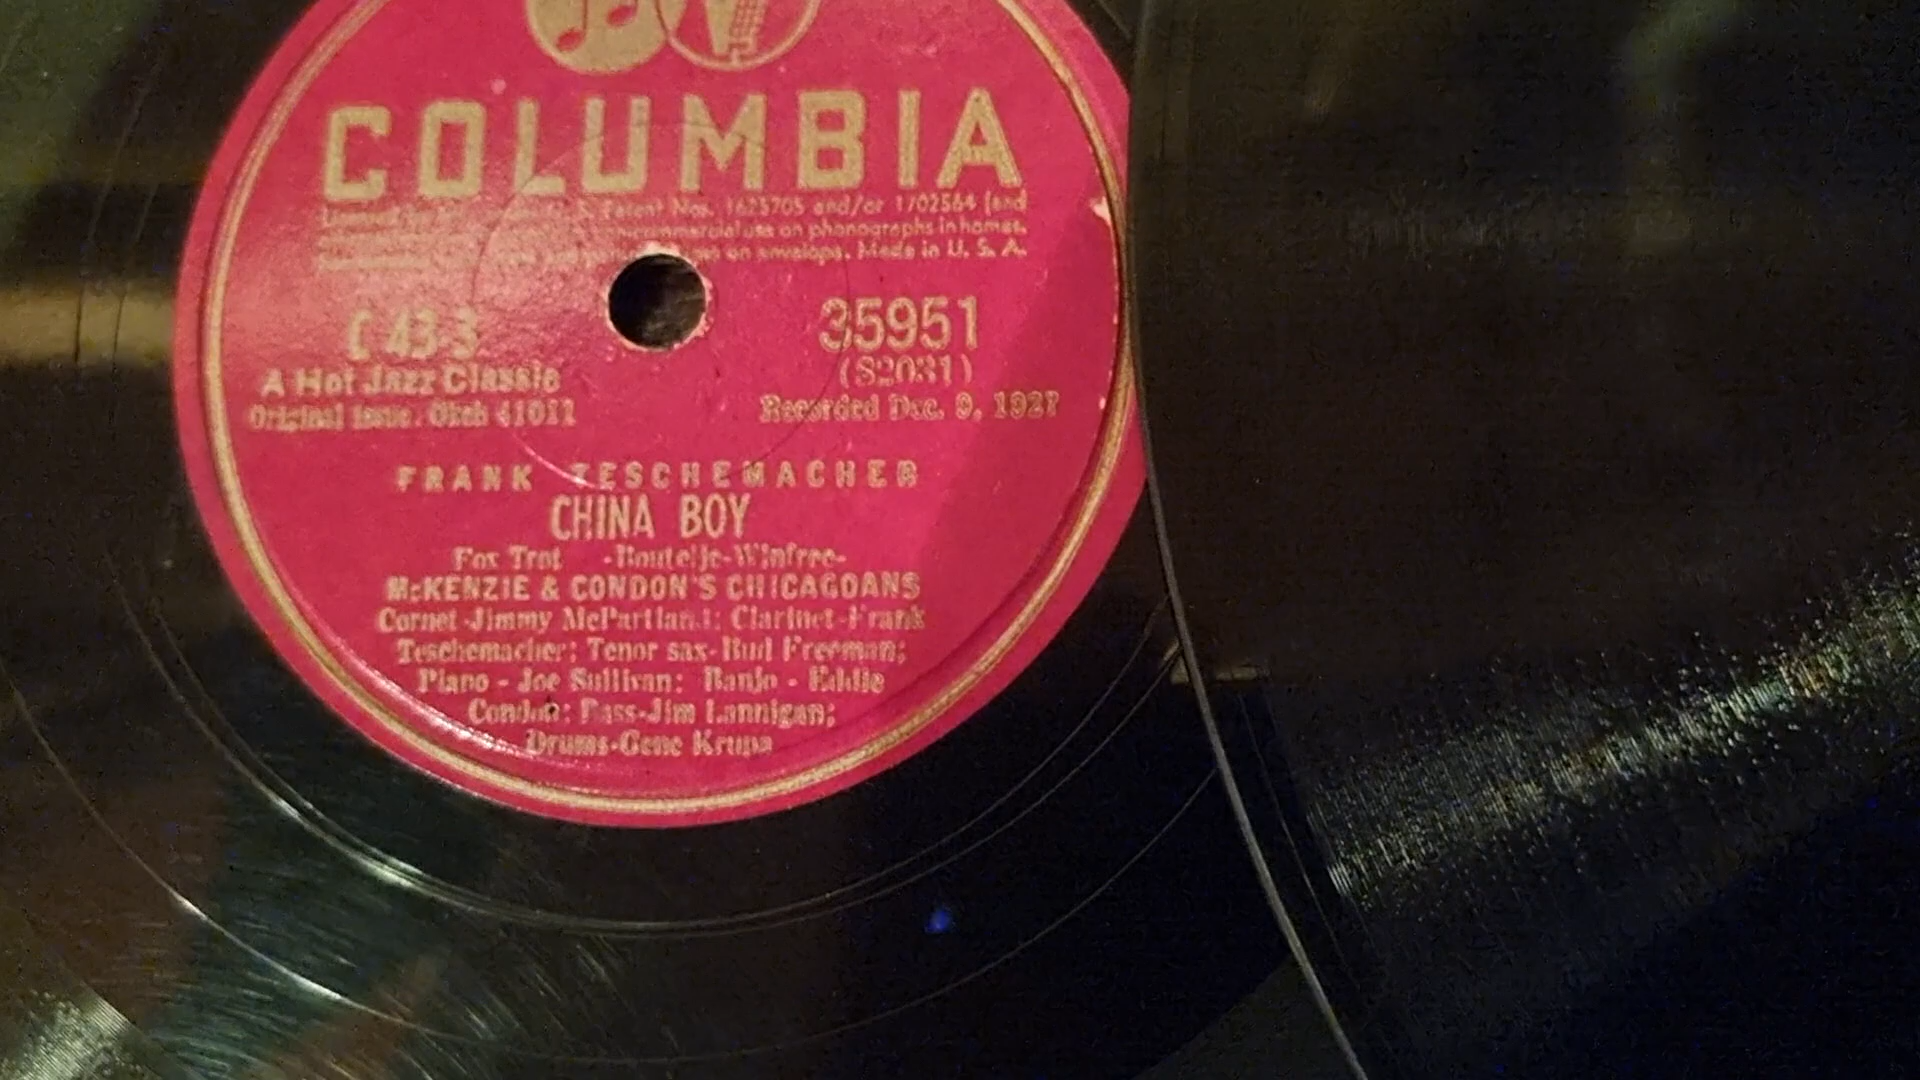 COLUMBIA
Patent Nos. 1625705 and/or 1702564 (and
use on phonographs in homes.
on envelope. Made in U. S. A.
C 43-3
35951
A Hot Jazz Classic
(82031)
Original Issue. Okeh 41011
Recorded Dec. 9, 1927
FRANK TESCHEMACHER
CHINA BOY
Fox Trot -Boutelje-Winfree-
McKENZIE & CONDON'S CHICAGOANS
Cornet-Jimmy McPartland; Clarinet-Frank
Teschemacher; Tenor sax-Bud Freeman;
Piano - Joe Sullivan; Banjo - Eddie
Condon; Bass-Jim Lannigan;
Drums-Gene Krupa